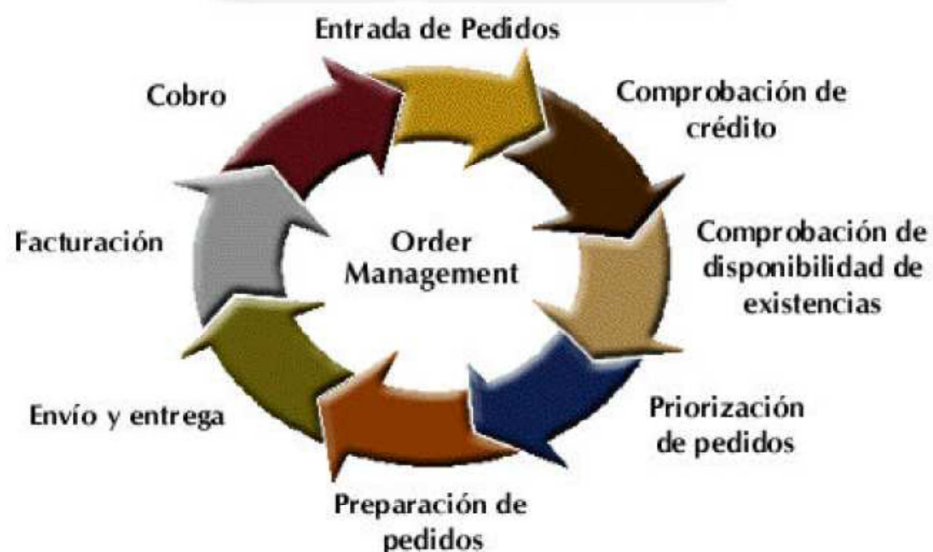 Entrada de Pedidos
Comprobación de
crédito
Comprobación de
disponibilidad de
existencias
Priorización
de pedidos
Preparación de
pedidos
Envío y entrega
Facturación
Cobro
Order
Management